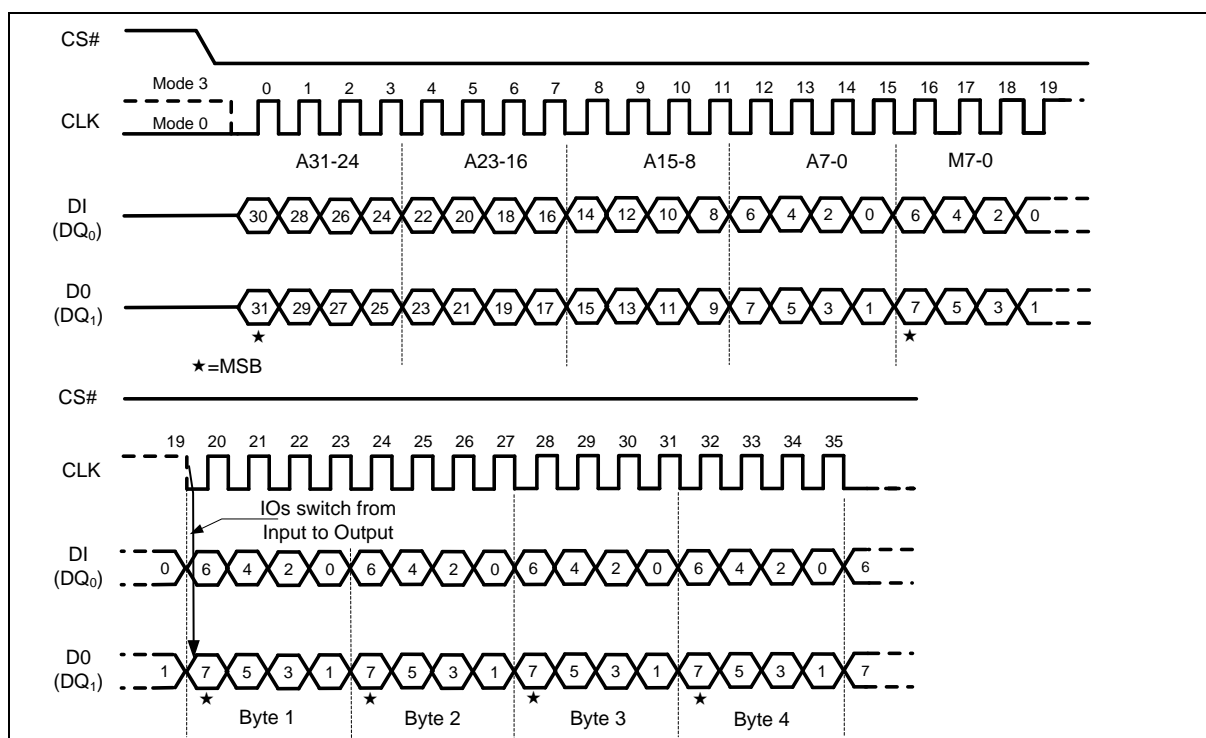 CS#
Mode 3
0 1 2 3 4 5 6 7 8 9 10 11 12 13 14 15 16 17 18 19
CLK
Mode 0
A31-24 A23-16 A15-8 A7-0 M7-0
DI
(DQ0)
30 28 26 24 22 20 18 16 14 12 10 8 6 4 2 0 6 4 2 0
D0
(DQ1)
31 29 27 25 23 21 19 17 15 13 11 9 7 5 3 1 7 5 3 1
★ ★
★=MSB
CS#
19 20 21 22 23 24 25 26 27 28 29 30 31 32 33 34 35
CLK
IOs switch from
Input to Output
DI
(DQ0)
0 6 4 2 0 6 4 2 0 6 4 2 0 6 4 2 0 6
D0
(DQ1)
1 7 5 3 1 7 5 3 1 7 5 3 1 7 5 3 1 7
★ ★ ★ ★
Byte 1 Byte 2 Byte 3 Byte 4